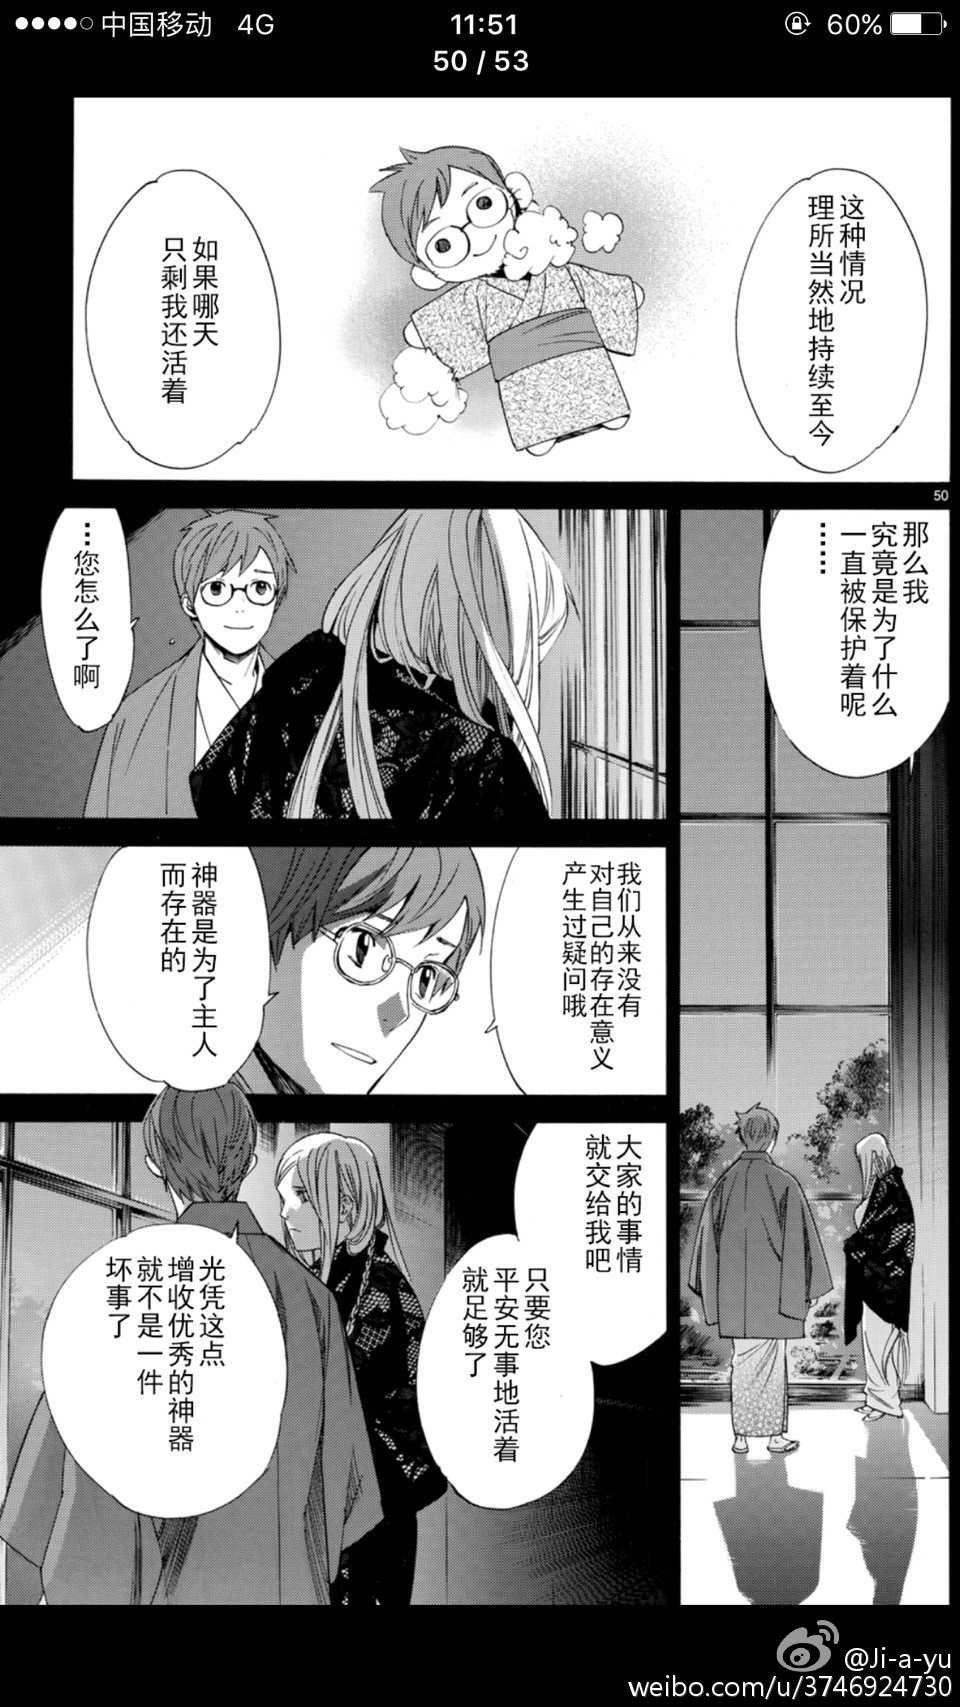 中国移动 4G 11:51 60%
50 / 53
这种情况
理所当然地持续至今
如果哪天
只剩我还活着
50
那么我
究竟是为了什么
一直被保护着呢
……
…您怎么了啊
我们从来没有
对自己的存在意义
产生过疑问哦
神器是为了主人
而存在的
大家的事情
就交给我吧
只要您
平安无事地活着
就足够了
光凭这点
增收优秀的神器
就不是一件
坏事了
@Ji-a-yu
weibo.com/u/3746924730